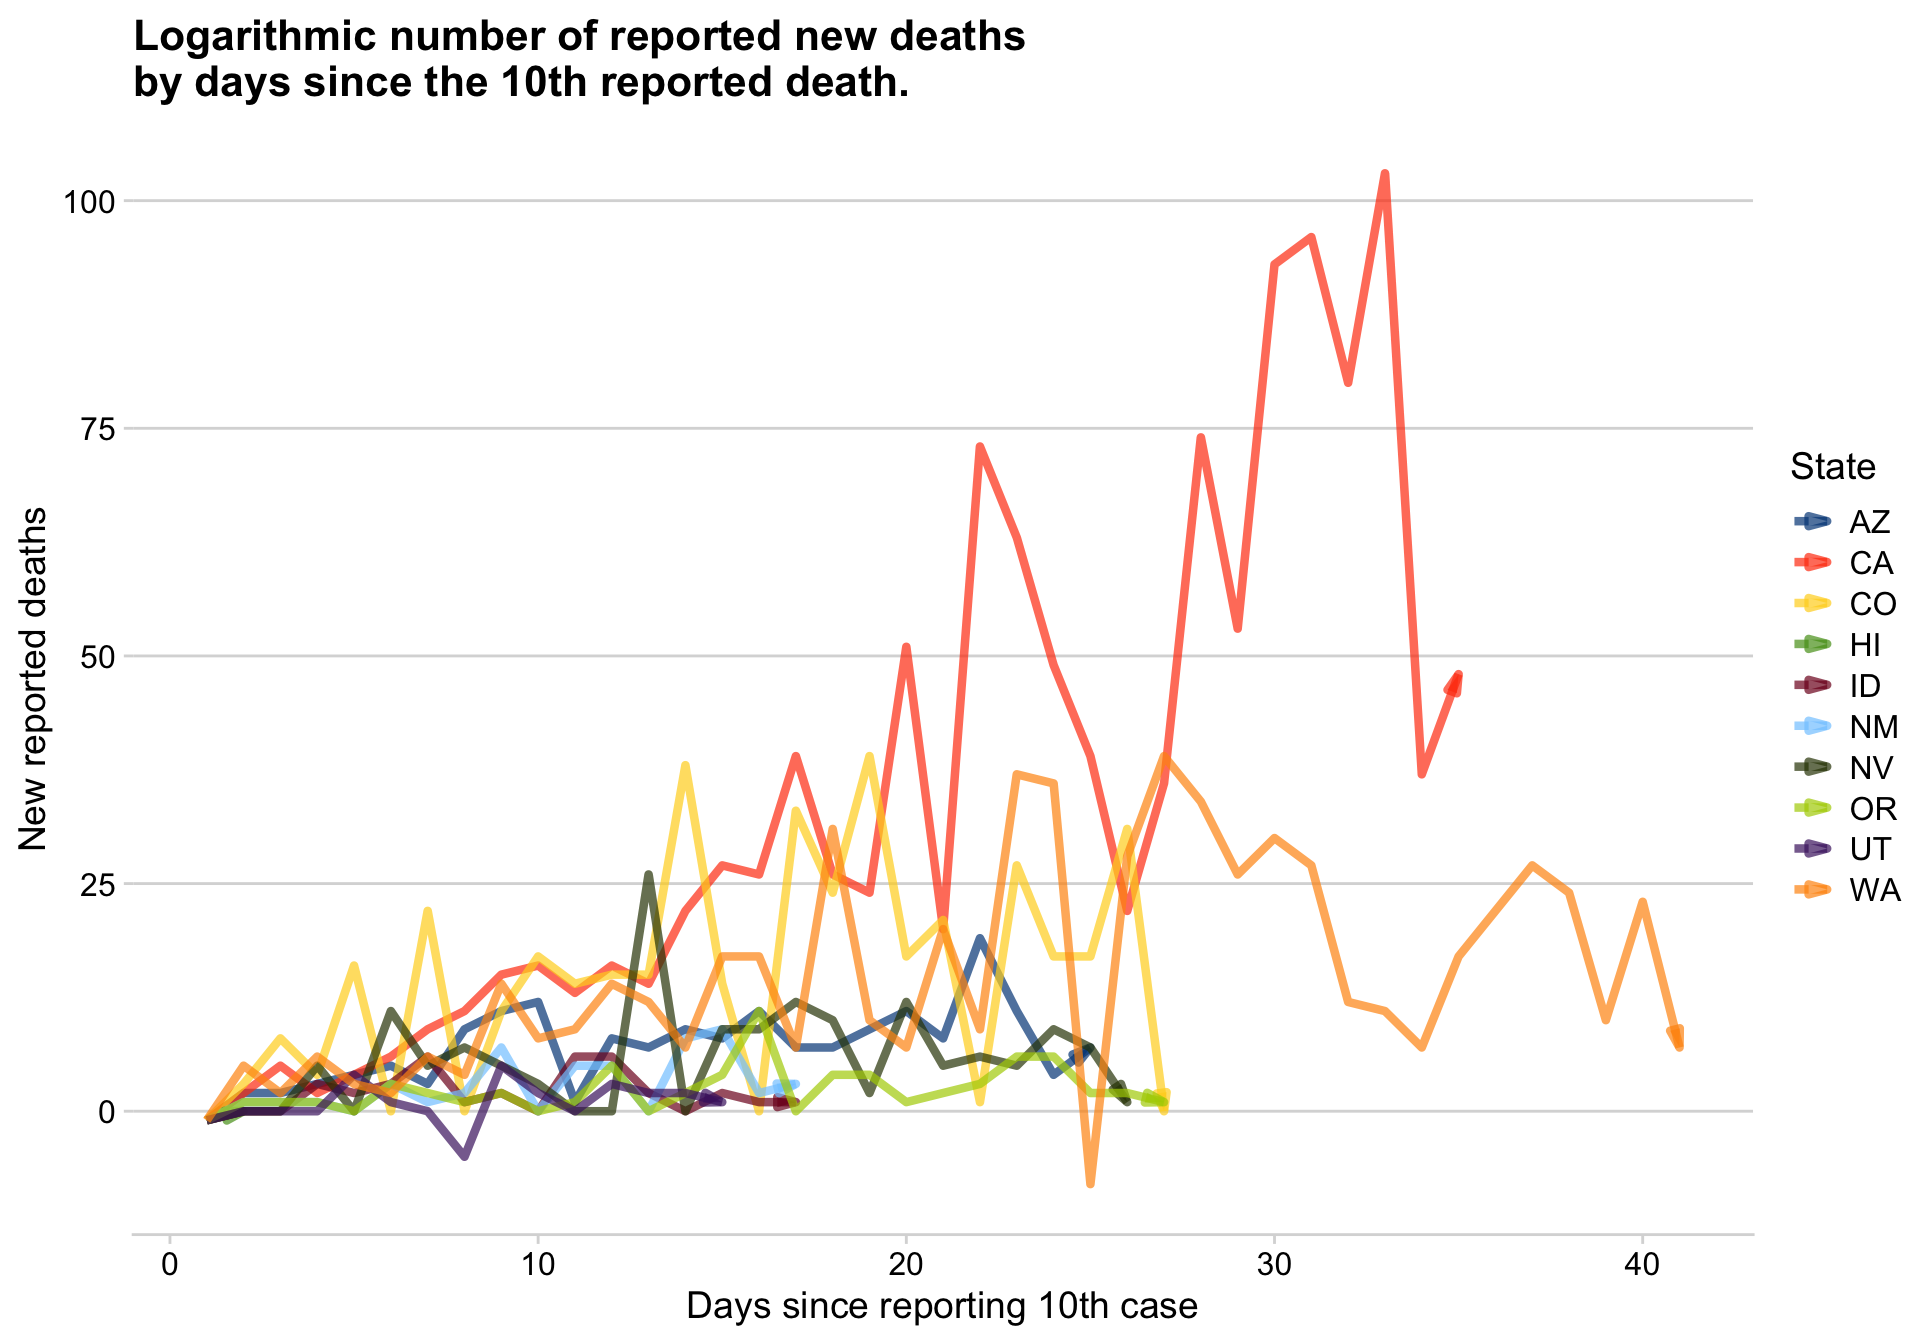 Logarithmic number of reported new deaths
by days since the 10th reported death.
100
75
50
25
0
New reported deaths
0 10 20 30 40
Days since reporting 10th case
State
AZ
CA
CO
HI
ID
NM
NV
OR
UT
WA